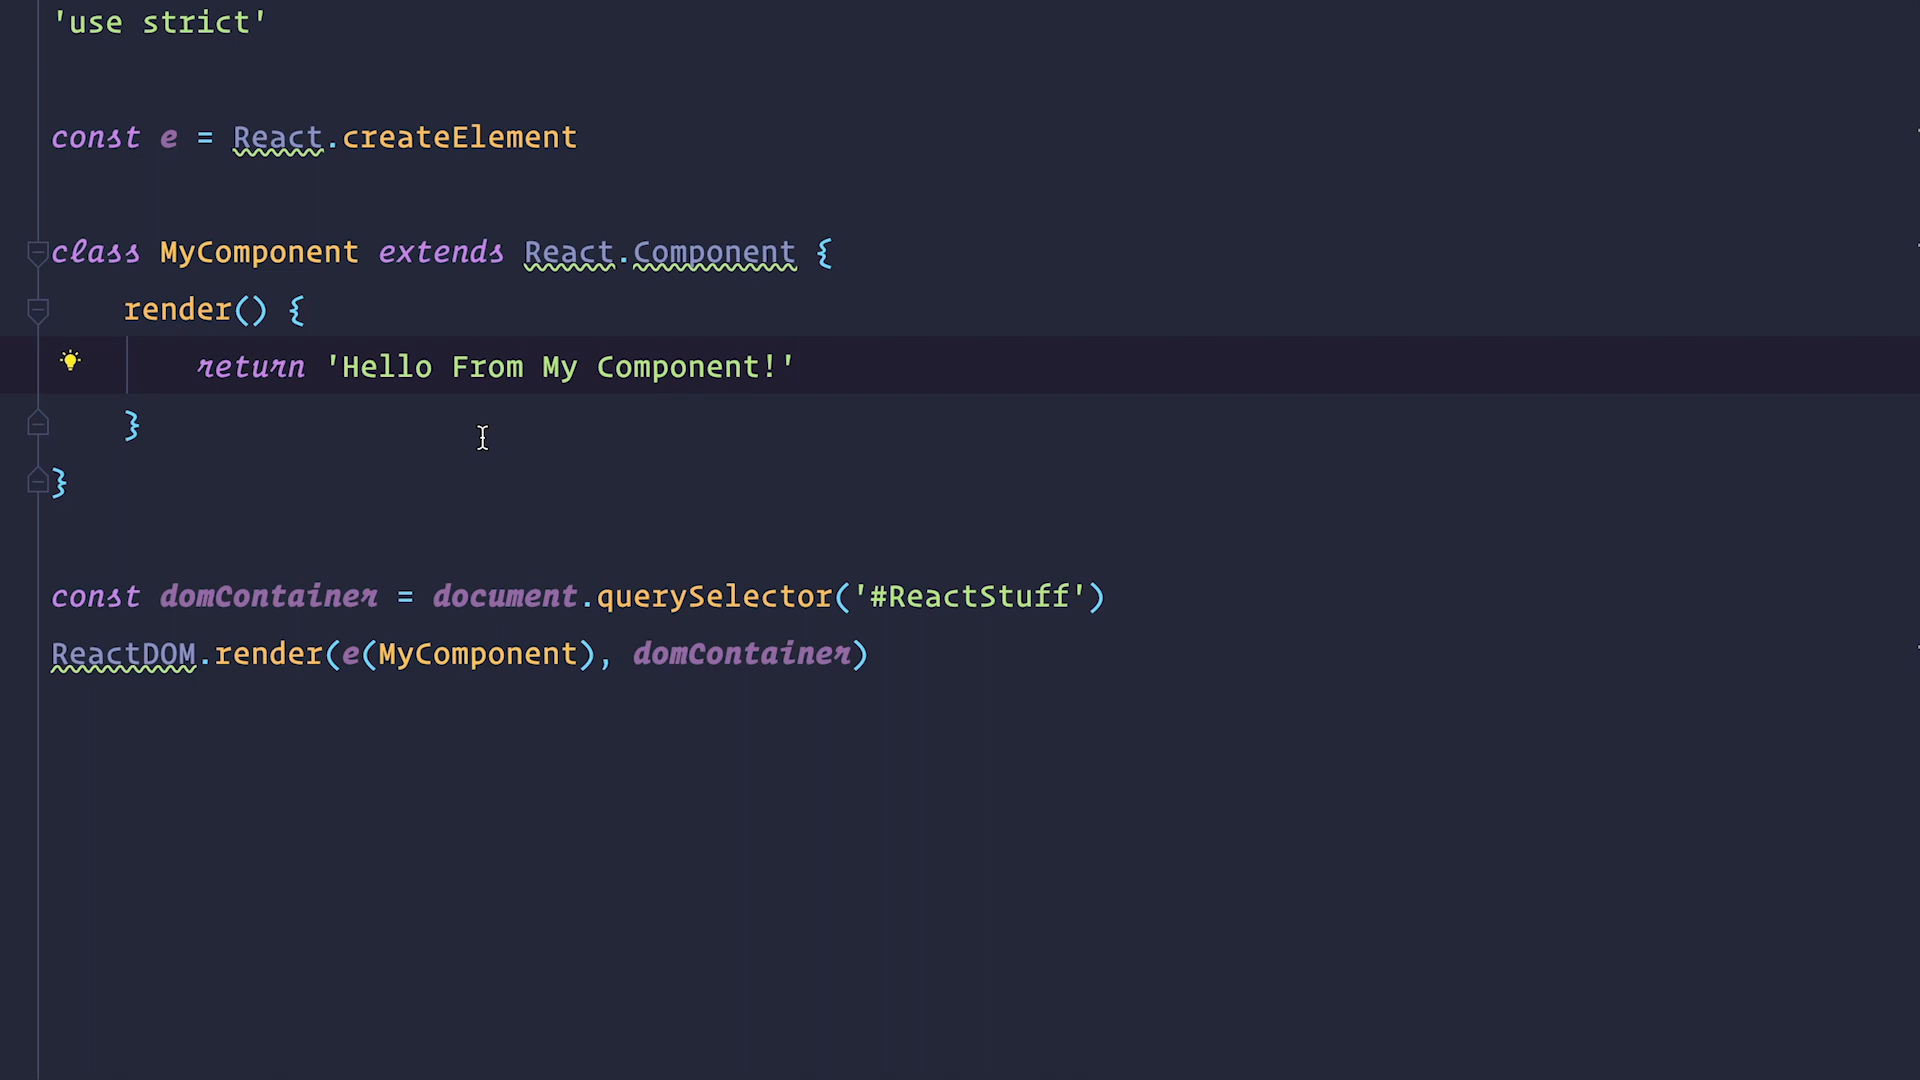 'use strict'
const e = React.createElement
class MyComponent extends React.Component {
render() {
return 'Hello From My Component!'
}
}
const domContainer = document.querySelector('#ReactStuff')
ReactDOM.render(e(MyComponent), domContainer)